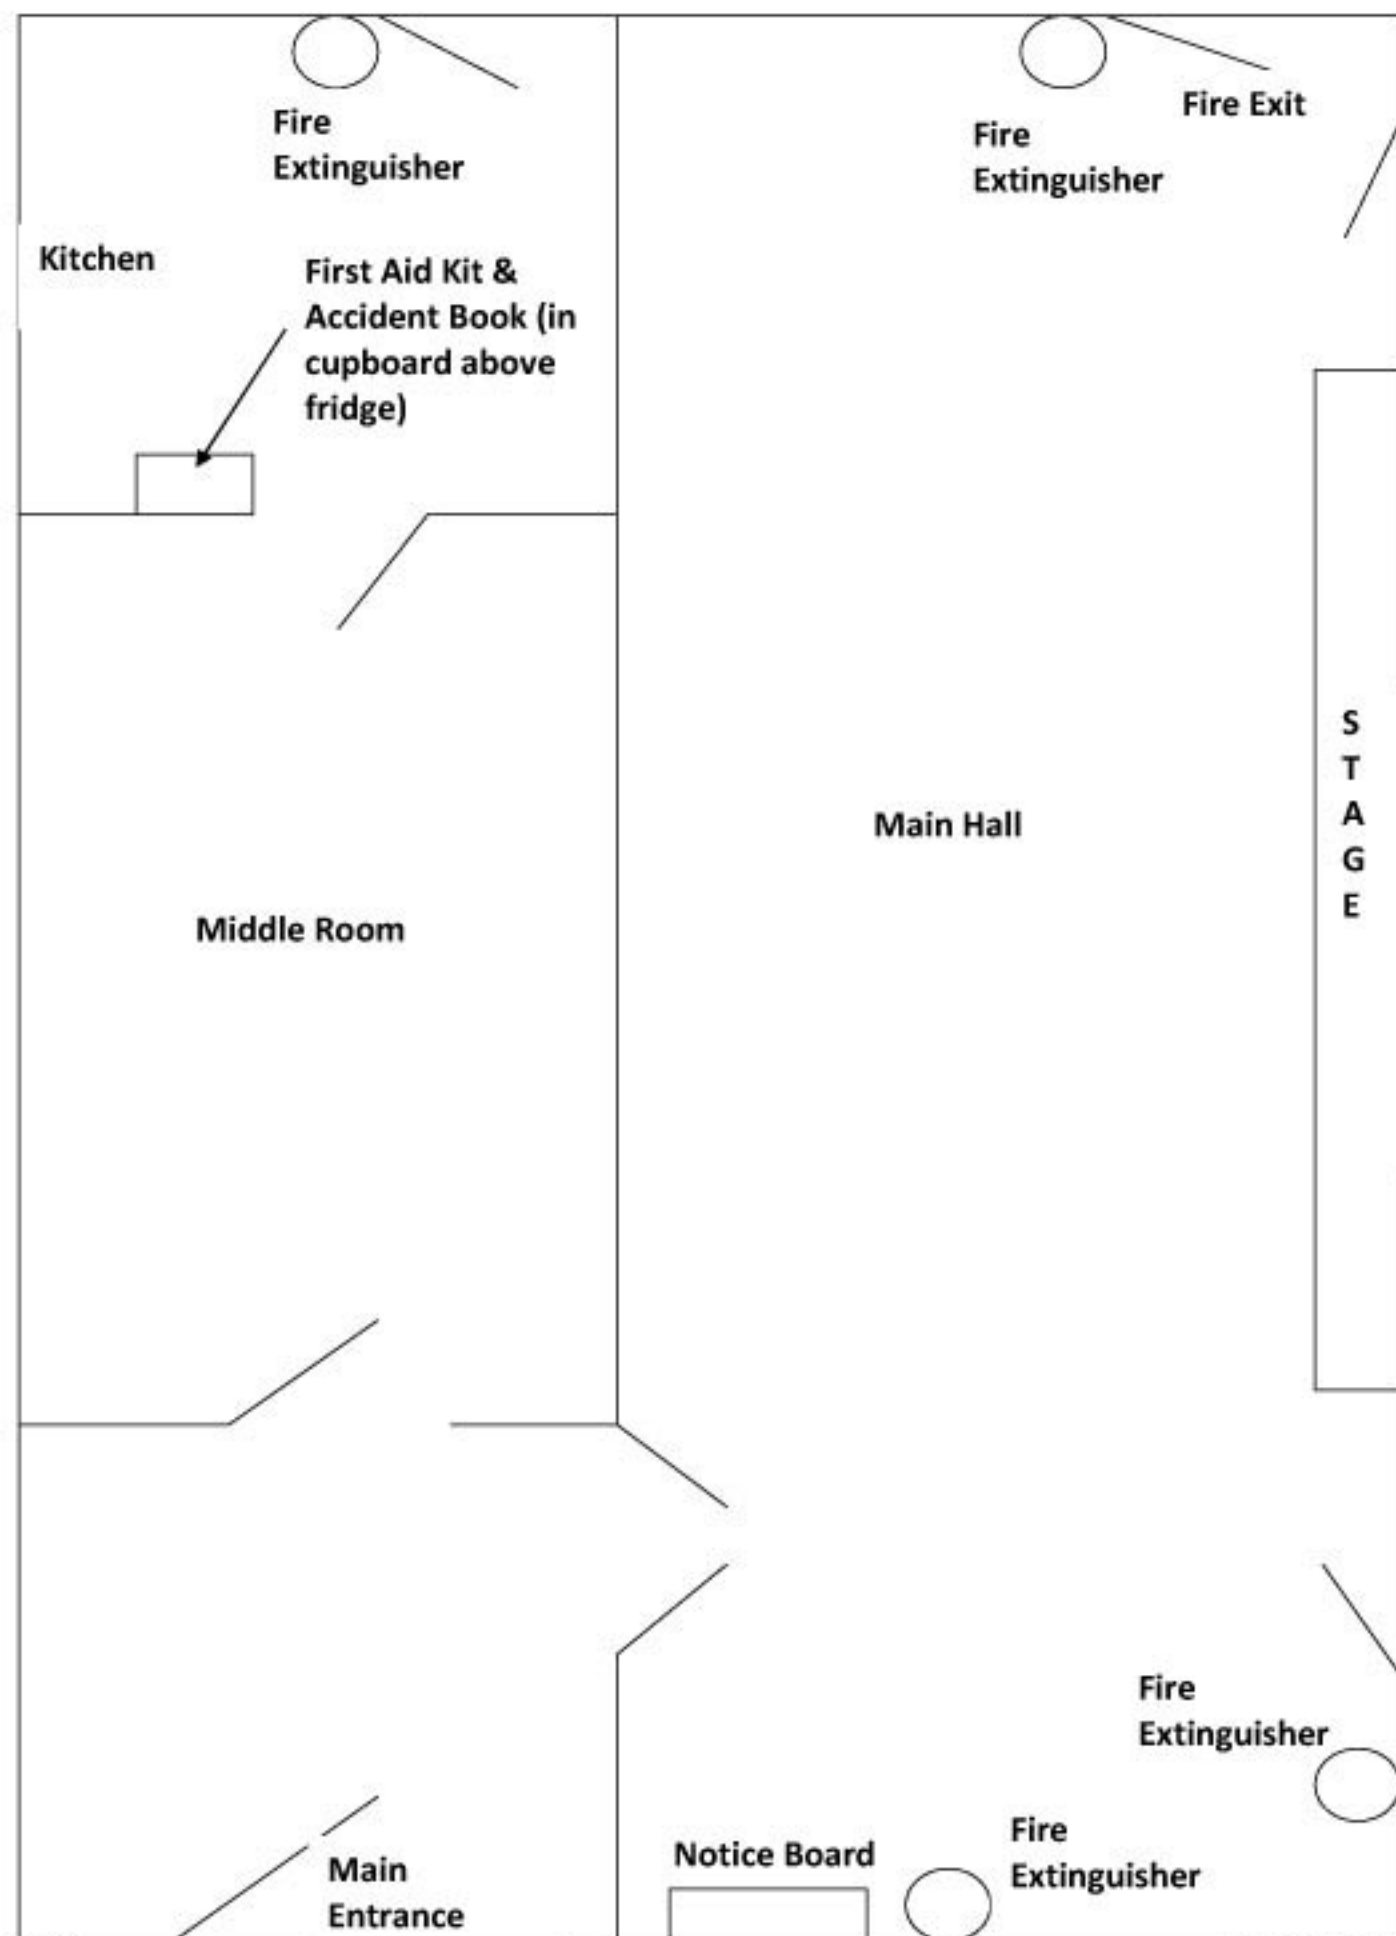 Fire
Extinguisher
Fire Exit
Fire
Extinguisher
Kitchen
First Aid Kit &
Accident Book (in
cupboard above
fridge)
S
T
A
G
E
Main Hall
Middle Room
Fire
Extinguisher
Notice Board
Fire
Extinguisher
Main
Entrance